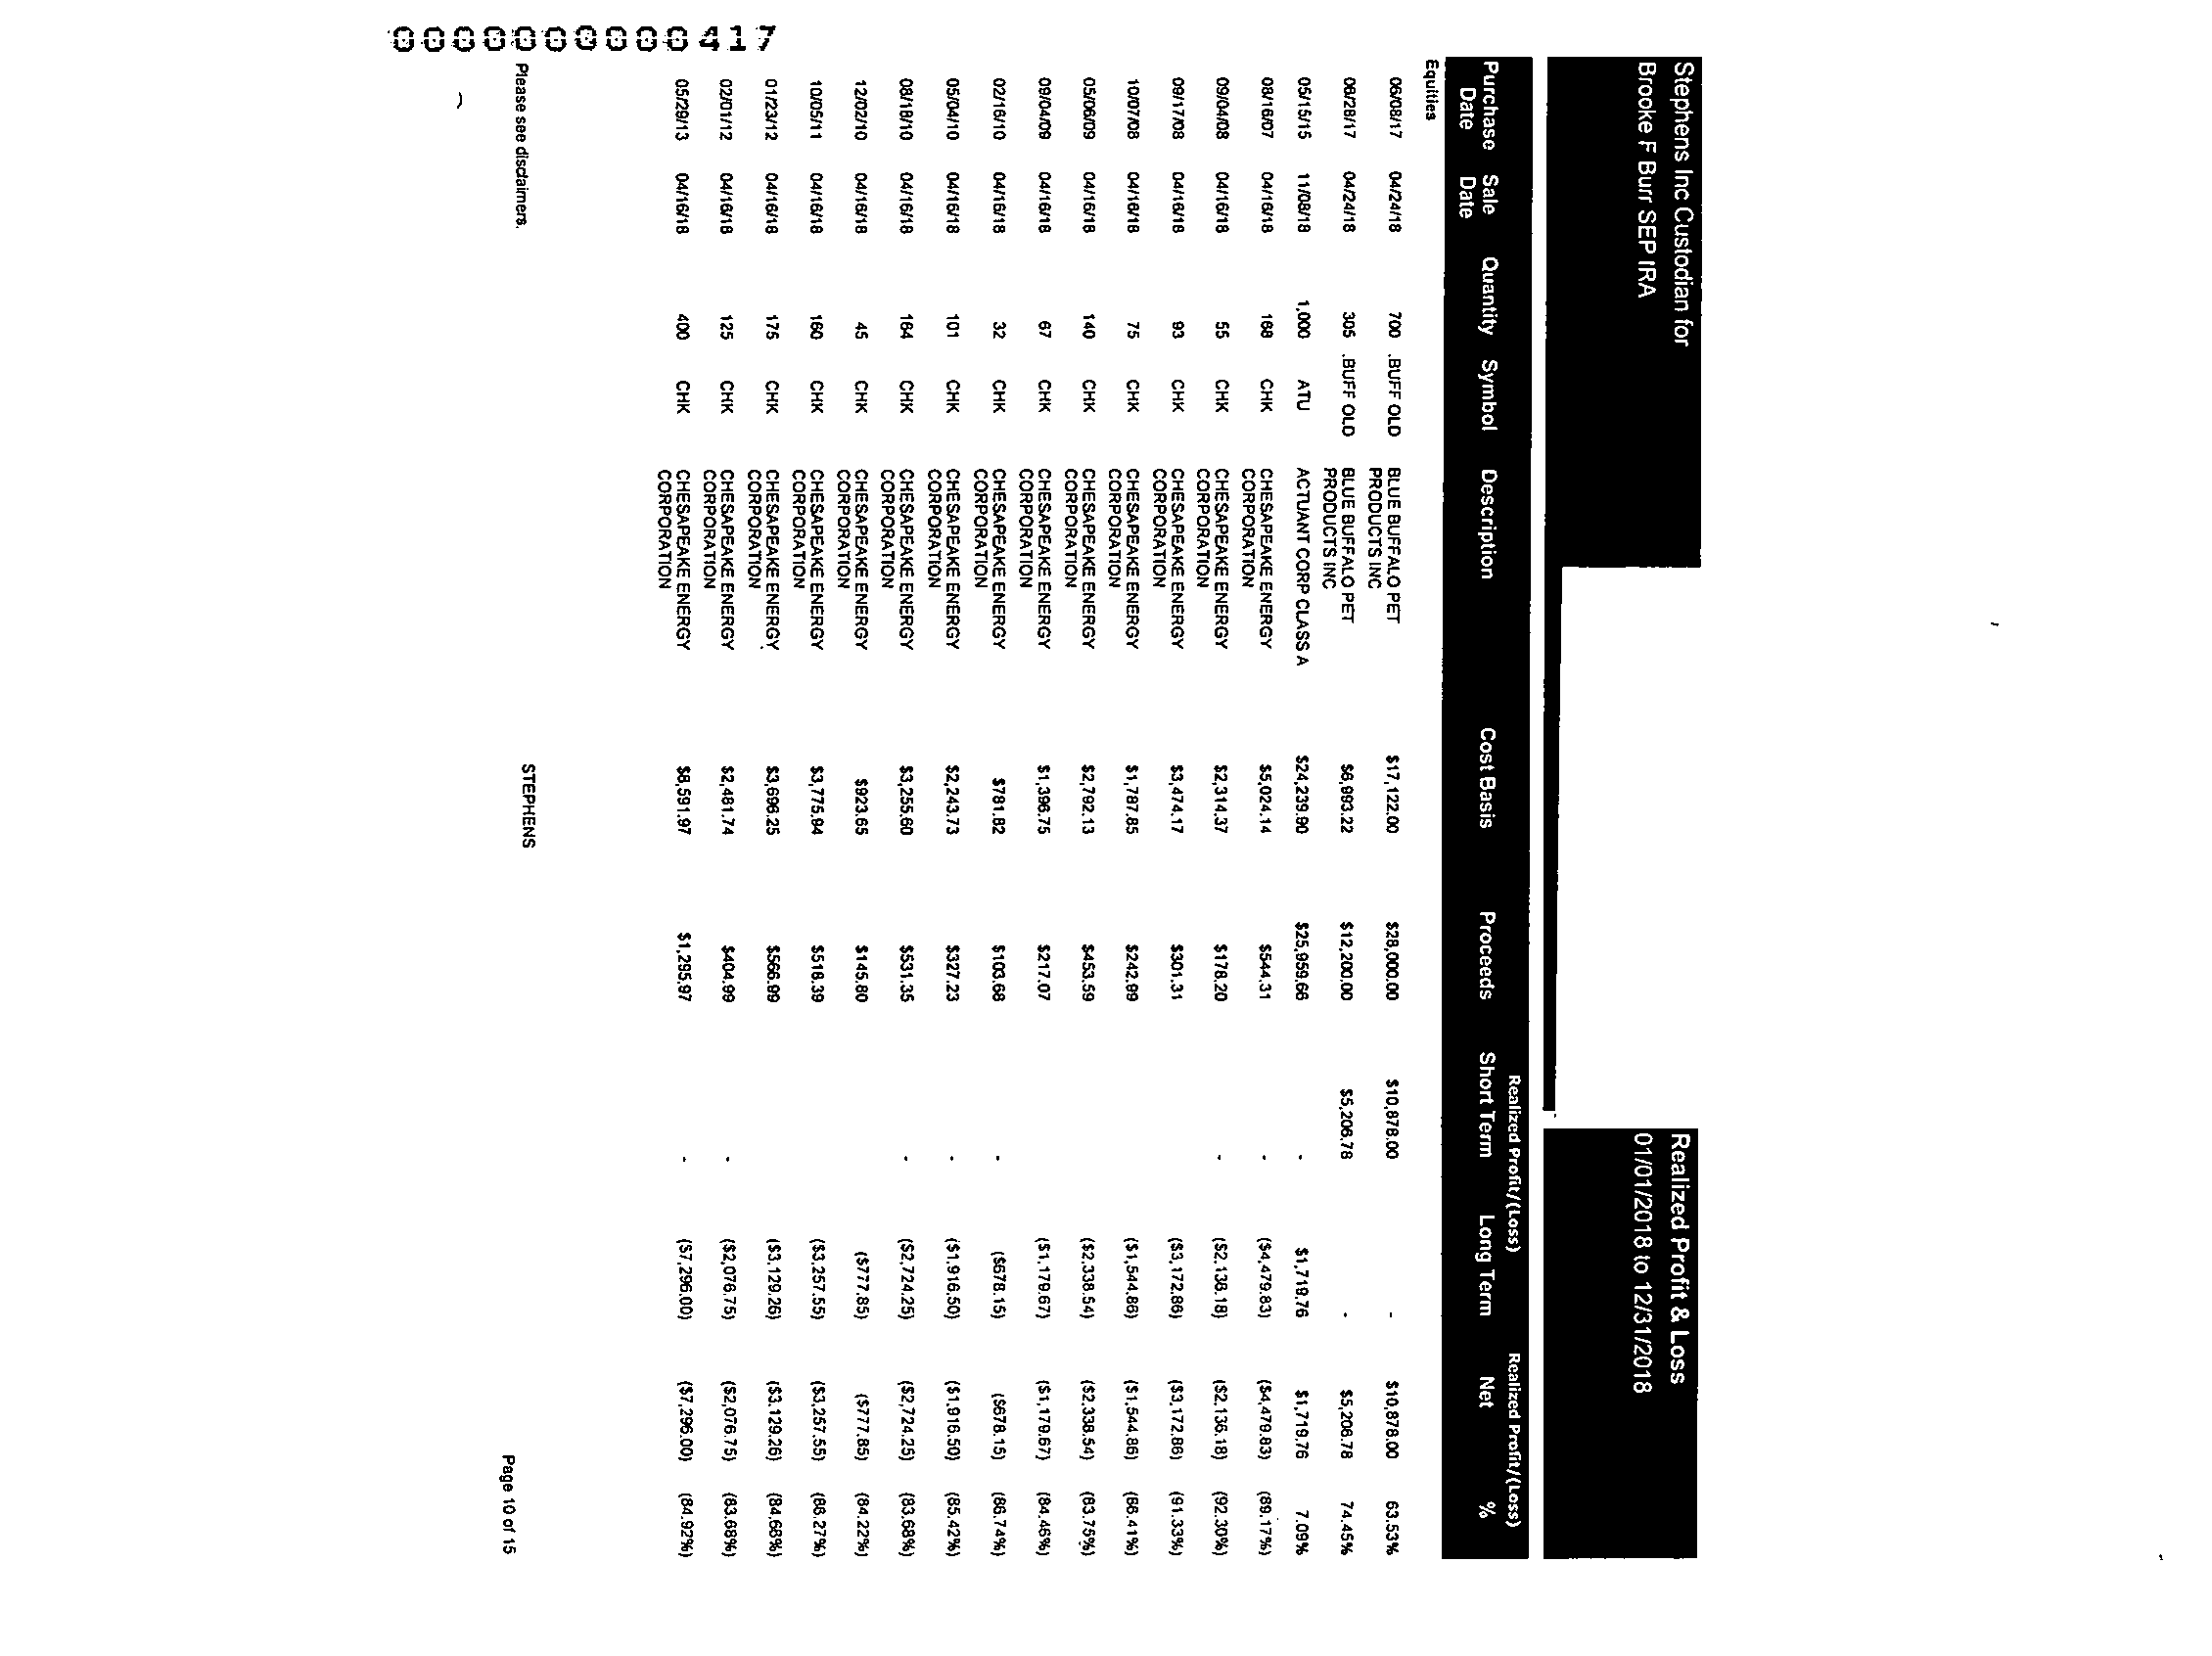 Stephens Inc Custodian for
Brooke F Burr SEP IRA
Realized Profit & Loss
01/01/2018 to 12/31/2018
Realized Profit/(Loss) Realized Profit/(Loss)
Purchase Date Sale Date Quantity Symbol Description Cost Basis Proceeds Short Term Long Term Net %
Equities
06/08/17 04/24/18 700 .BUFF OLD BLUE BUFFALO PET $17,122.00 $28,000.00 $10,878.00 - $10,878.00 63.53%
PRODUCTS INC
06/28/17 04/24/18 305 .BUFF OLD BLUE BUFFALO PET $6,993.22 $12,200.00 $5,206.78 - $5,206.78 74.45%
PRODUCTS INC
05/15/15 11/08/18 1,000 ATU ACTUANT CORP CLASS A $24,239.90 $25,959.66 - $1,719.76 $1,719.76 7.09%
08/16/07 04/16/18 168 CHK CHESAPEAKE ENERGY $5,024.14 $544.31 - ($4,479.83) ($4,479.83) (89.17%)
CORPORATION
09/04/08 04/16/18 55 CHK CHESAPEAKE ENERGY $2,314.37 $178.20 - ($2,136.18) ($2,136.18) (92.30%)
CORPORATION
09/17/08 04/16/18 93 CHK CHESAPEAKE ENERGY $3,474.17 $301.31 ($3,172.86) ($3,172.86) (91.33%)
CORPORATION
10/07/08 04/16/18 75 CHK CHESAPEAKE ENERGY $1,787.85 $242.99 ($1,544.86) ($1,544.86) (86.41%)
CORPORATION
05/06/09 04/16/18 140 CHK CHESAPEAKE ENERGY $2,792.13 $453.59 ($2,338.54) ($2,338.54) (83.75%)
CORPORATION
09/04/09 04/16/18 67 CHK CHESAPEAKE ENERGY $1,396.75 $217.07 ($1,179.67) ($1,179.67) (84.46%)
CORPORATION
02/16/10 04/16/18 32 CHK CHESAPEAKE ENERGY $781.82 $103.68 - ($678.15) ($678.15) (86.74%)
CORPORATION
05/04/10 04/16/18 101 CHK CHESAPEAKE ENERGY $2,243.73 $327.23 - ($1,916.50) ($1,916.50) (85.42%)
CORPORATION
08/18/10 04/16/18 164 CHK CHESAPEAKE ENERGY $3,255.60 $531.35 - ($2,724.25) ($2,724.25) (83.68%)
CORPORATION
12/02/10 04/16/18 45 CHK CHESAPEAKE ENERGY $923.65 $145.80 ($777.85) ($777.85) (84.22%)
CORPORATION
10/05/11 04/16/18 160 CHK CHESAPEAKE ENERGY $3,775.94 $518.39 ($3,257.55) ($3,257.55) (86.27%)
CORPORATION
01/23/12 04/16/18 175 CHK CHESAPEAKE ENERGY $3,696.25 $566.99 ($3,129.26) ($3,129.26) (84.66%)
CORPORATION
02/01/12 04/16/18 125 CHK CHESAPEAKE ENERGY $2,481.74 $404.99 - ($2,076.75) ($2,076.75) (83.68%)
CORPORATION
05/29/13 04/16/18 400 CHK CHESAPEAKE ENERGY $8,591.97 $1,295.97 - ($7,296.00) ($7,296.00) (84.92%)
CORPORATION
Please see disclaimers. STEPHENS Page 10 of 15
0000000000417